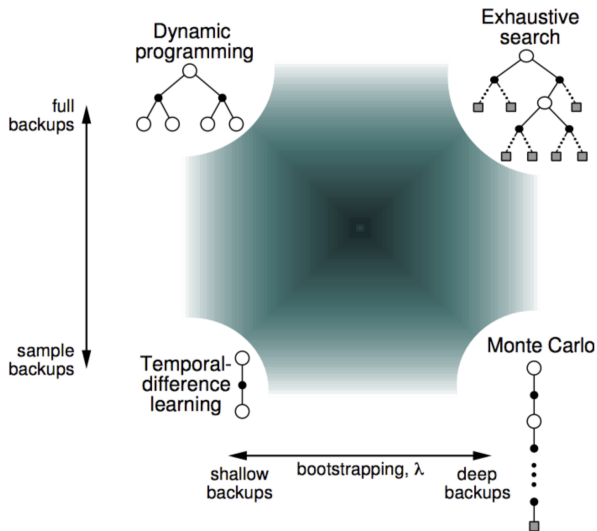 Dynamic
programming
Exhaustive
search
full
backups
sample
backups
Temporal-
difference
learning
Monte Carlo
shallow
backups
bootstrapping, λ
deep
backups